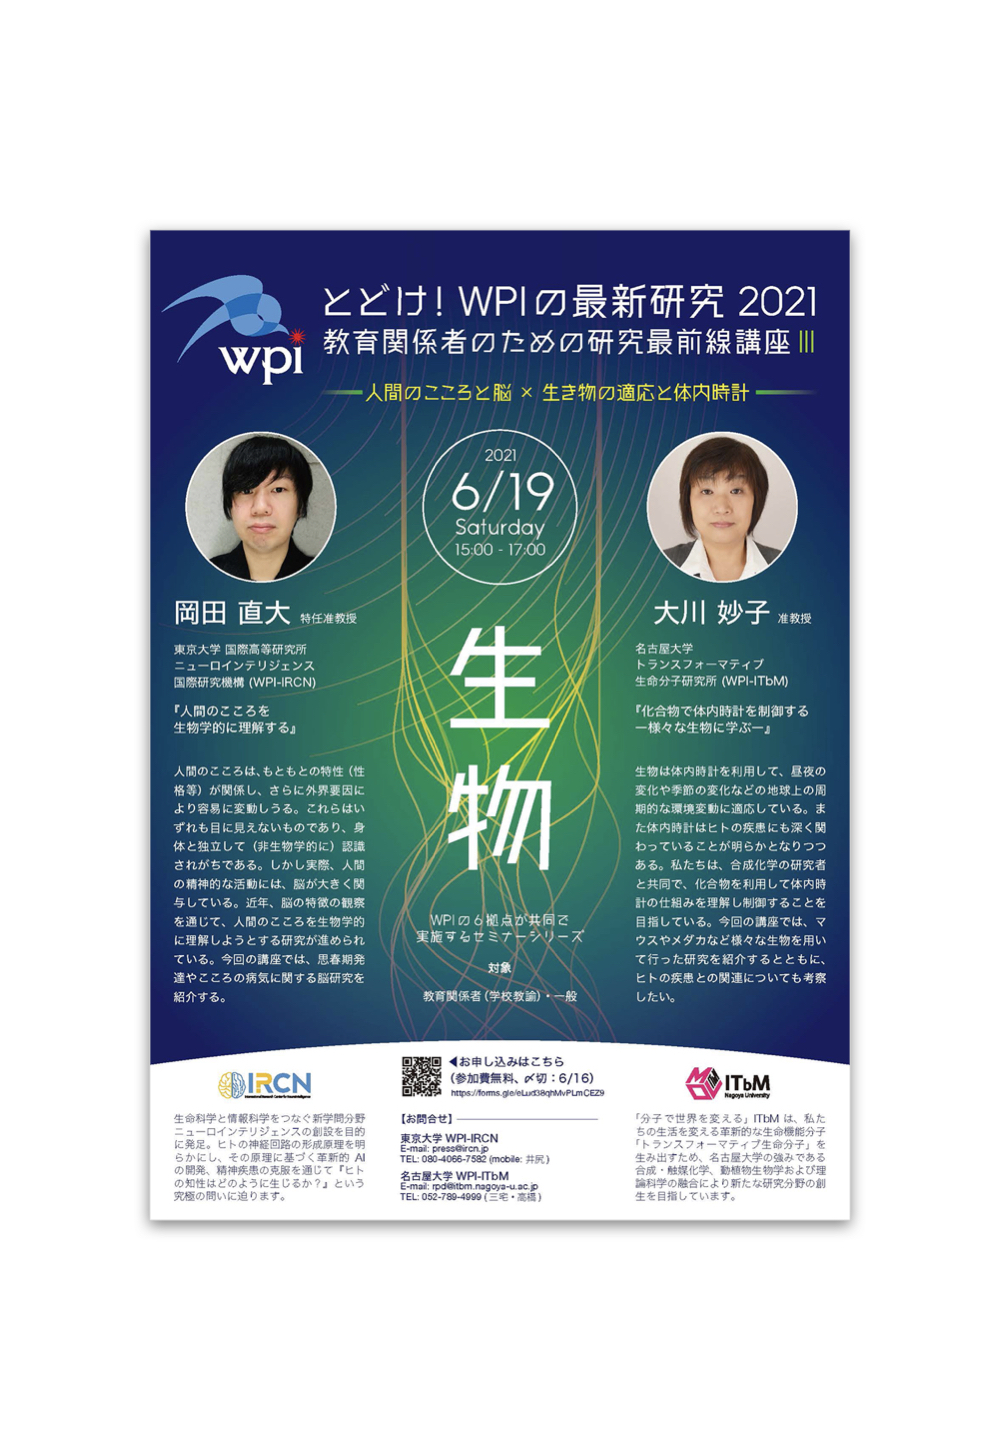 wpi
とどけ! WPIの最新研究 2021
教育関係者のための研究最前線講座 III
人間のこころと脳 × 生き物の適応と体内時計
2021
6/19
Saturday
15:00 - 17:00
岡田 直大 特任准教授
東京大学 国際高等研究所
ニューロインテリジェンス
国際研究機構 (WPI-IRCN)
『人間のこころを
生物学的に理解する』
人間のこころは、もともとの特性（性
格等）が関係し、さらに外界要因に
より容易に変動しうる。これらはい
ずれも目に見えないものであり、身
体と独立して（非生物学的に）認識
されがちである。しかし実際、人間
の精神的な活動には、脳が大きく関
与している。近年、脳の特徴の観察
を通じて、人間のこころを生物学的
に理解しようとする研究が進められ
ている。今回の講座では、思春期発
達やこころの病気に関する脳研究を
紹介する。
生物
WPIの6拠点が共同で
実施するセミナーシリーズ
対象
教育関係者（学校教諭）・一般
大川 妙子 准教授
名古屋大学
トランスフォーマティブ
生命分子研究所 (WPI-ITbM)
『化合物で体内時計を制御する
ー様々な生物に学ぶー』
生物は体内時計を利用して、昼夜の
変化や季節の変化などの地球上の周
期的な環境変動に適応している。ま
た体内時計はヒトの疾患にも深く関
わっていることが明らかとなりつつ
ある。私たちは、合成化学の研究者
と共同で、化合物を利用して体内時
計の仕組みを理解し制御することを
目指している。今回の講座では、マ
ウスやメダカなど様々な生物を用い
て行った研究を紹介するとともに、
ヒトの疾患との関連についても考察
したい。
IRCN
International Research Center for Neurointelligence
生命科学と情報科学をつなぐ新学問分野
ニューロインテリジェンスの創設を目的
に発足。ヒトの神経回路の形成原理を明
らかにし、その原理に基づく革新的 AI
の開発、精神疾患の克服を通じて『ヒト
の知性はどのように生じるか？』という
究極の問いに迫ります。
◀お申し込みはこちら
（参加費無料、〆切：6/16）
https://forms.gle/eLud38qhMvPLmCEZ9
【お問合せ】
東京大学 WPI-IRCN
E-mail: press@ircn.jp
TEL: 080-4066-7582 (mobile: 井尻)
名古屋大学 WPI-ITbM
E-mail: rpd@itbm.nagoya-u.ac.jp
TEL: 052-789-4999 (三宅・高橋)
ITbM
Nagoya University
「分子で世界を変える」ITbM は、私た
ちの生活を変える革新的な生命機能分子
「トランスフォーマティブ生命分子」を
生み出すため、名古屋大学の強みである
合成・触媒化学、動植物生物学および理
論科学の融合により新たな研究分野の創
生を目指しています。